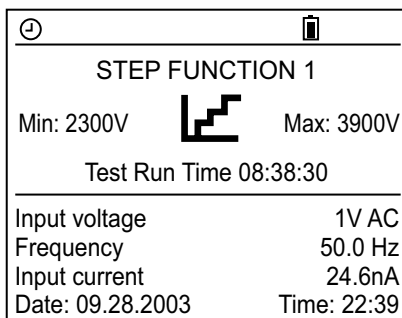 STEP FUNCTION 1
Min: 2300V Max: 3900V
Test Run Time 08:38:30
Input voltage 1V AC
Frequency 50.0 Hz
Input current 24.6nA
Date: 09.28.2003 Time: 22:39